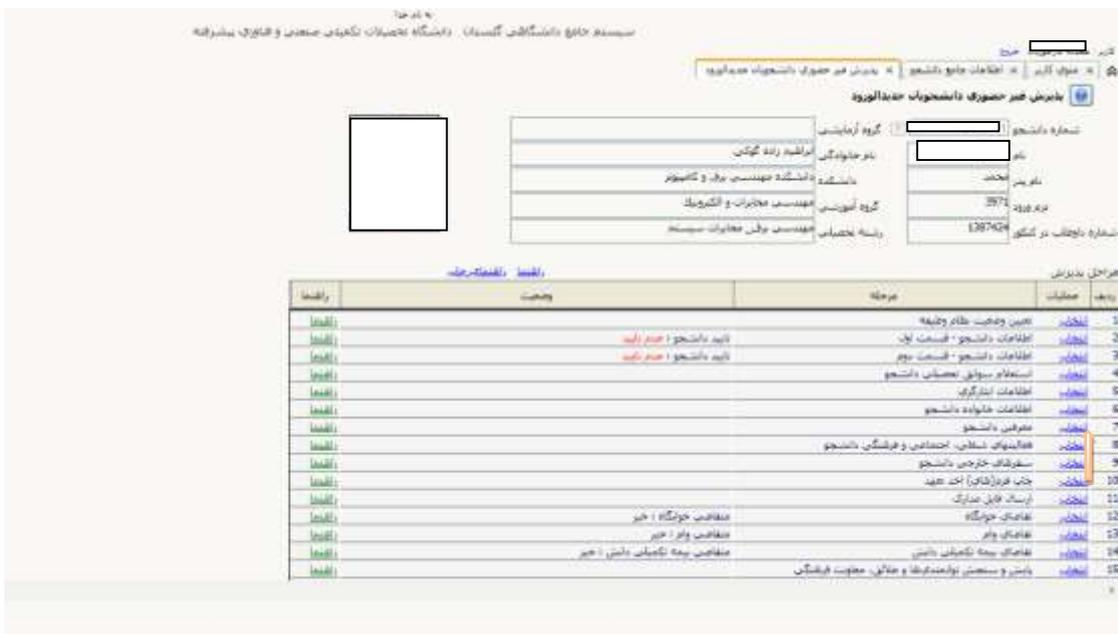 به نام خدا
سیستم جامع دانشگاهی گلستان دانشگاه تحصیلات تکمیلی صنعتی و فناوری پیشرفته
کاربر خروج
منوی کاربر × اطلاعات جامع دانشجو × پذیرش غیر حضوری دانشجویان جدیدالورود ×
پذیرش غیر حضوری دانشجویان جدیدالورود
شماره دانشجو گروه آزمایشی
نام نام خانوادگی ابراهیم زاده گوکی
نام پدر محمد دانشکده دانشکده مهندسی برق و کامپیوتر
ترم ورود 3971 گروه آموزشی مهندسی مخابرات و الکترونیک
شماره داوطلب در کنکور 1387424 رشته تحصیلی مهندسی برق مخابرات سیستم
مراحل پذیرش راهنما راهنمای چاپ
ردیف عملیات مرحله وضعیت راهنما
1 انتخاب تعیین وضعیت نظام وظیفه راهنما
2 انتخاب اطلاعات دانشجو - قسمت اول تایید دانشجو : عدم تایید راهنما
3 انتخاب اطلاعات دانشجو - قسمت دوم تایید دانشجو : عدم تایید راهنما
4 انتخاب استعلام سوابق تحصیلی دانشجو راهنما
5 انتخاب اطلاعات ایثارگری راهنما
6 انتخاب اطلاعات خانواده دانشجو راهنما
7 انتخاب معرفین دانشجو راهنما
8 انتخاب فعالیتهای شغلی، اجتماعی و فرهنگی دانشجو راهنما
9 انتخاب سفرهای خارجی دانشجو راهنما
10 انتخاب چاپ فرم(های) اخذ تعهد راهنما
11 انتخاب ارسال فایل مدارک راهنما
12 انتخاب تقاضای خوابگاه متقاضی خوابگاه : خیر راهنما
13 انتخاب تقاضای وام متقاضی وام : خیر راهنما
14 انتخاب تقاضای بیمه تکمیلی دانش متقاضی بیمه تکمیلی دانش : خیر راهنما
15 انتخاب پایش و سنجش توانمندیها و علائق، معاونت فرهنگی راهنما